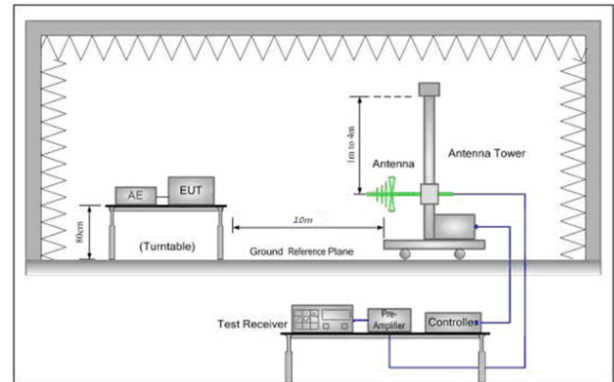 1m to 4m
Antenna
Antenna Tower
AE
EUT
80cm
(Turntable)
10m
Ground Reference Plane
Test Receiver
Pre-
Amplifier
Controller